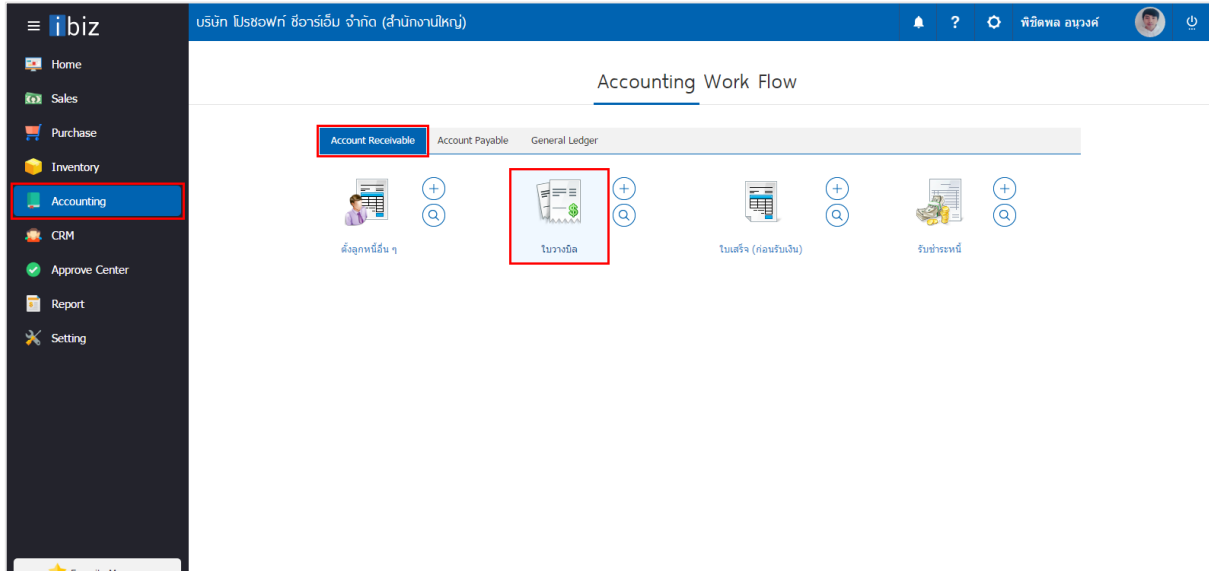 ibiz
บริษัท โปรซอฟท์ ซีอาร์เอ็ม จำกัด (สำนักงานใหญ่)
?
พิชิตพล อนุวงศ์
Home
Sales
Purchase
Inventory
Accounting
CRM
Approve Center
Report
Setting
Accounting Work Flow
Account Receivable Account Payable General Ledger
ตั้งลูกหนี้อื่น ๆ ใบวางบิล ใบเสร็จ (ก่อนรับเงิน) รับชำระหนี้